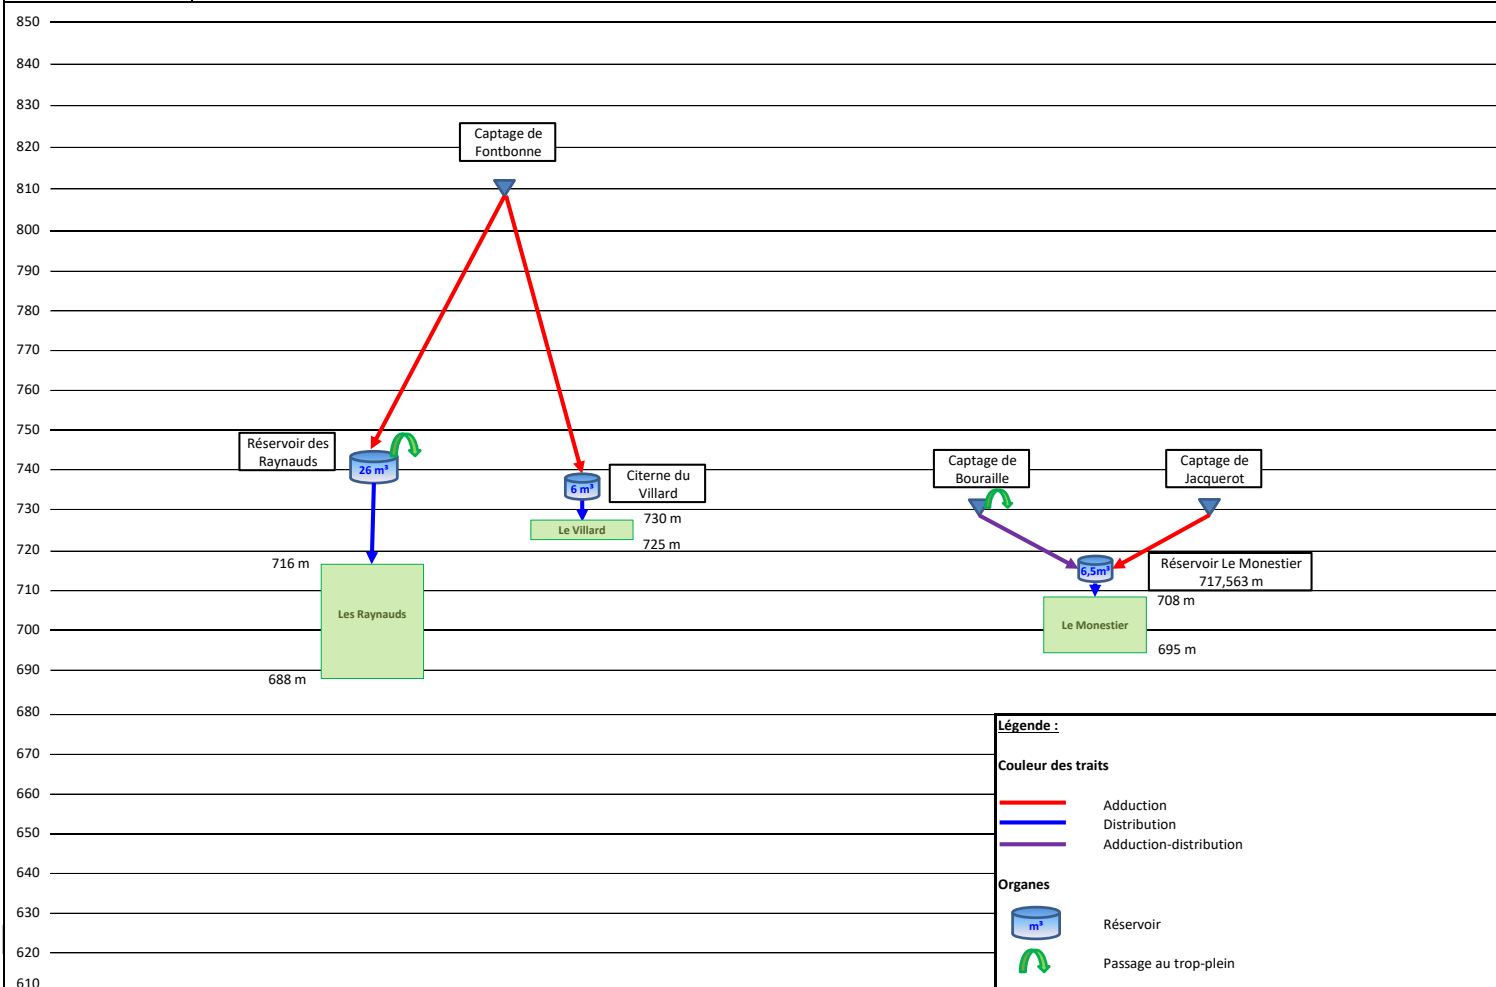 850
840
830
820
810
800
790
780
770
760
750
740
730
720
710
700
690
680
670
660
650
640
630
620
610
Captage de
Fontbonne
Réservoir des
Raynauds
26 m³
6 m³
Citerne du
Villard
730 m
Le Villard
725 m
716 m
Les Raynauds
688 m
Captage de
Bouraille
Captage de
Jacquerot
6,5m³
Réservoir Le Monestier
717,563 m
708 m
Le Monestier
695 m
Légende :
Couleur des traits
Adduction
Distribution
Adduction-distribution
Organes
m³
Réservoir
Passage au trop-plein